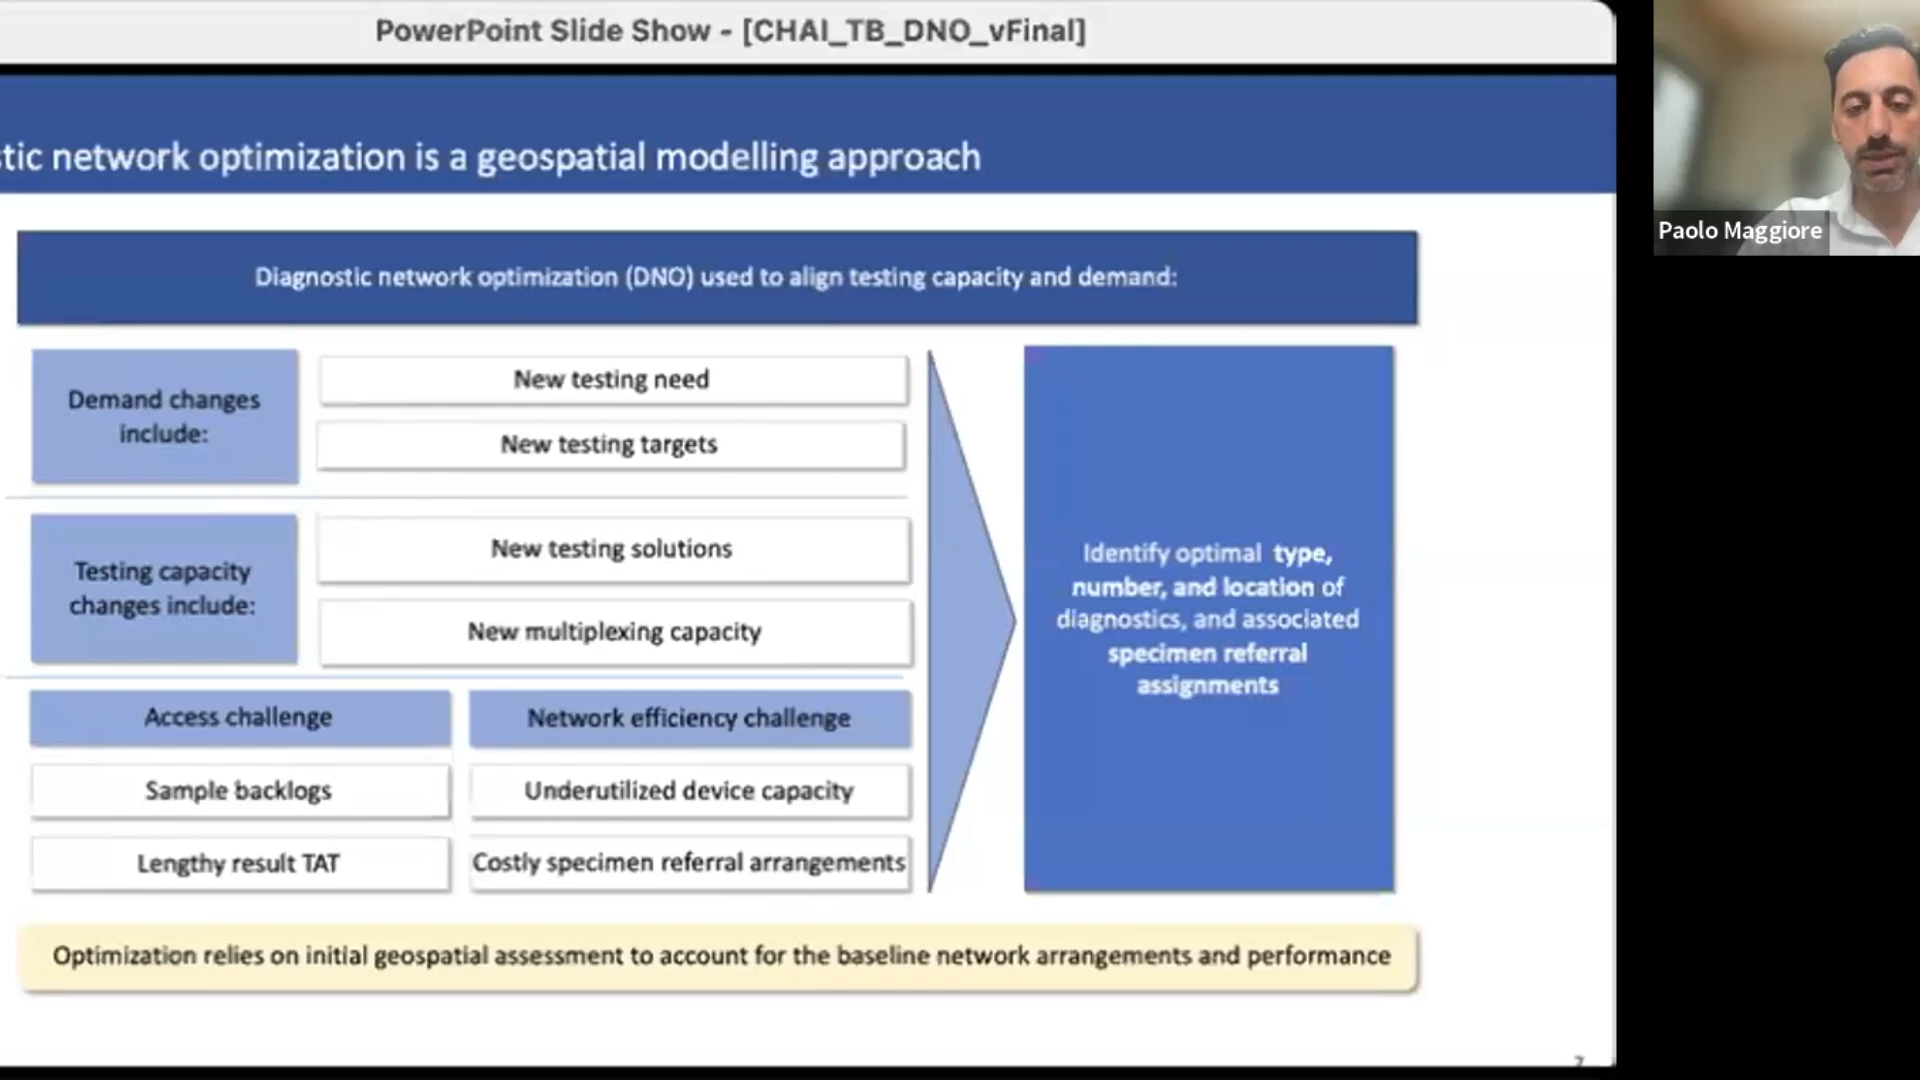 PowerPoint Slide Show - [CHAI_TB_DNO_vFinal]
Paolo Maggiore
tic network optimization is a geospatial modelling approach
Diagnostic network optimization (DNO) used to align testing capacity and demand:
Demand changes
include:
New testing need
New testing targets
Testing capacity
changes include:
New testing solutions
New multiplexing capacity
Access challenge
Network efficiency challenge
Sample backlogs
Underutilized device capacity
Lengthy result TAT
Costly specimen referral arrangements
Identify optimal type,
number, and location of
diagnostics, and associated
specimen referral
assignments
Optimization relies on initial geospatial assessment to account for the baseline network arrangements and performance